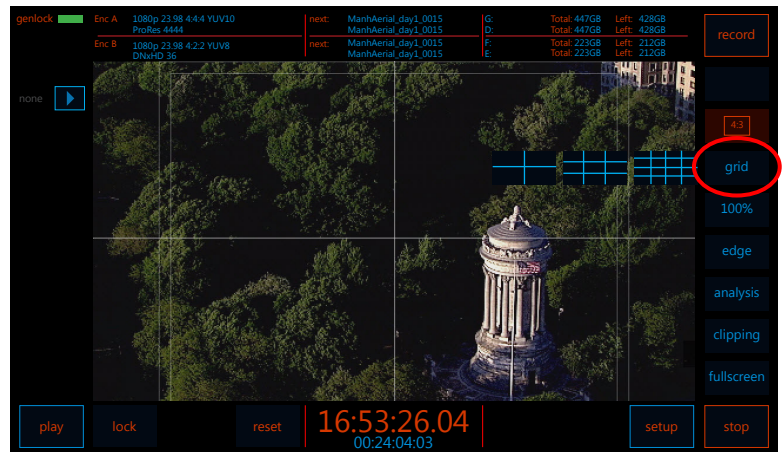 genlock
Enc A 1080p 23.98 4:4:4 YUV10
ProRes 4444
next: ManhAerial_day1_0015
ManhAerial_day1_0015
G: Total: 447GB Left: 428GB
D: Total: 447GB Left: 428GB
record
Enc B 1080p 23.98 4:2:2 YUV8
DNxHD 36
next: ManhAerial_day1_0015
ManhAerial_day1_0015
F: Total: 223GB Left: 212GB
E: Total: 223GB Left: 212GB
none
4:3
grid
100%
edge
analysis
clipping
fullscreen
play
lock
reset
16:53:26.04
00:24:04:03
setup
stop